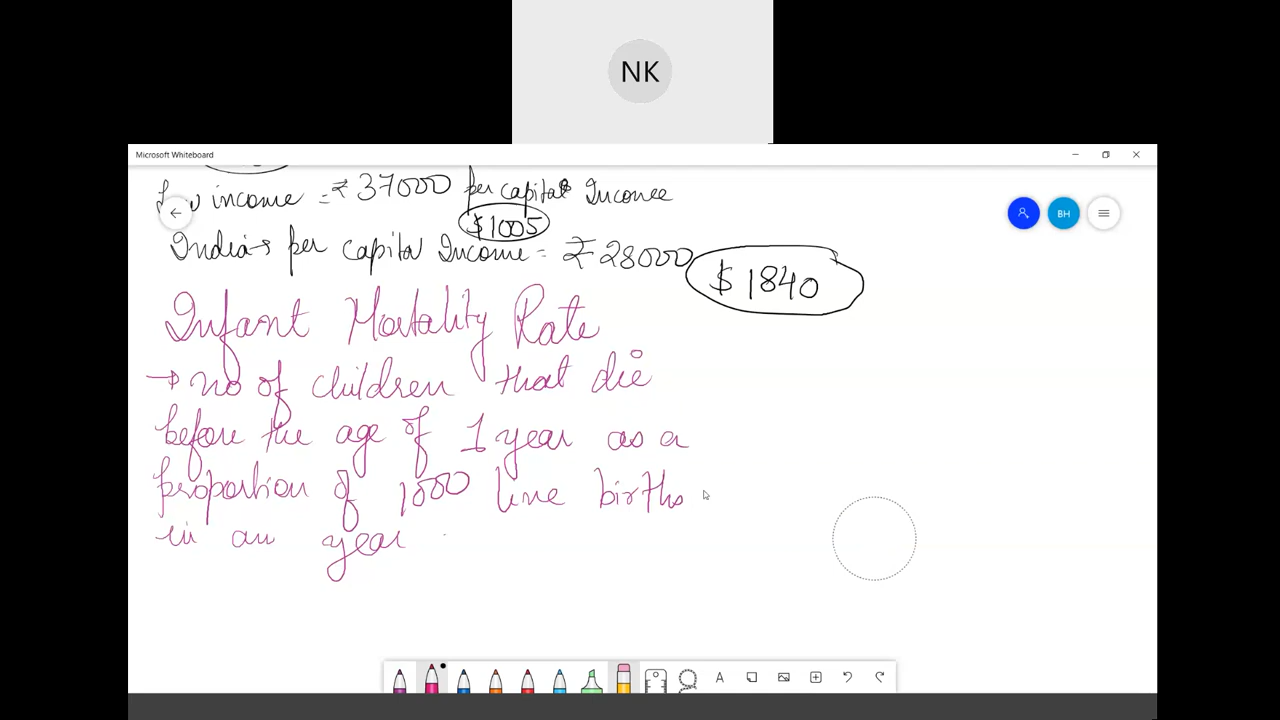 NK
Microsoft Whiteboard
Low income = ₹ 37000 per capita Income
$1005
BH
India→ per capital Income = ₹ 28000
$ 1840
Infant Mortality Rate
→ no of children that die
before the age of 1 year as a
proportion of 1000 live births
in an year
A